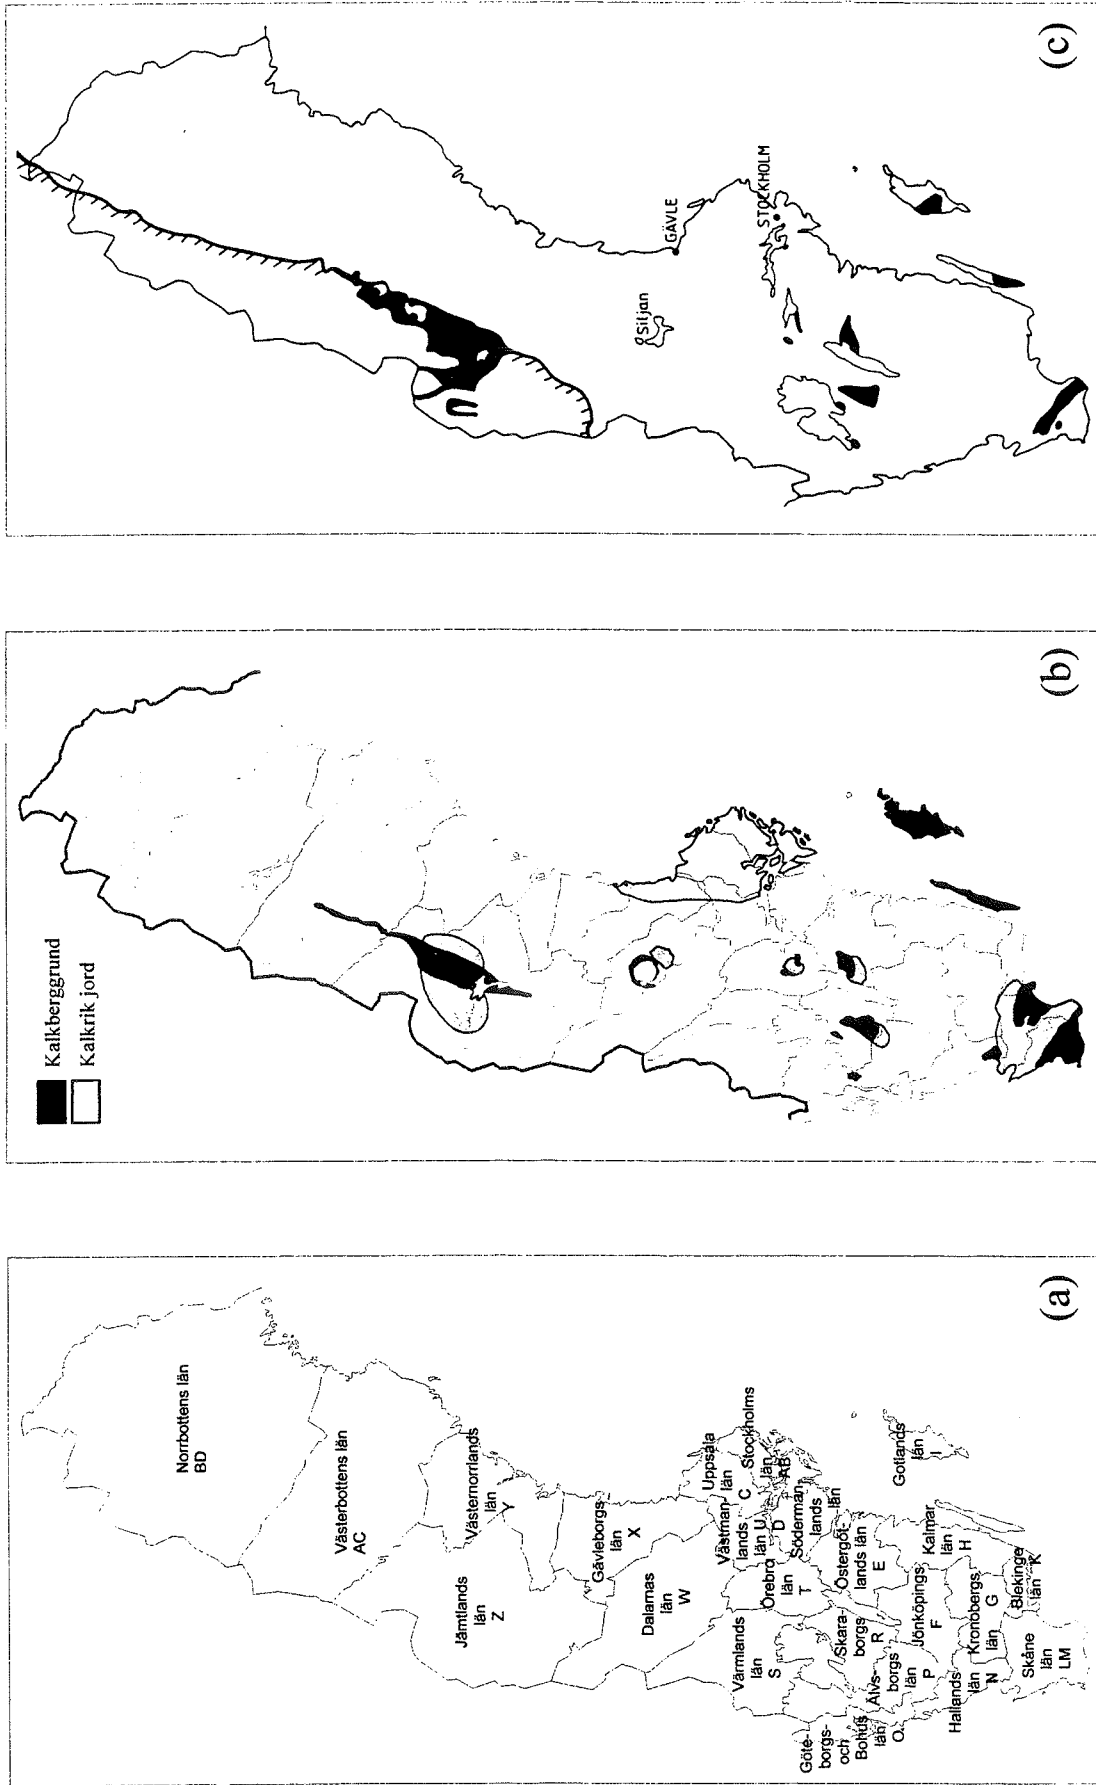 Norrbottens län
BD
Västerbottens län
AC
Västernorrlands
län
Y
Jämtlands
län
Z
Gävleborgs
län
X
Dalarnas
län
W
Uppsala
län
C
Stockholms
län
AB
Västman-
lands
län U
Värmlands
län
S
Örebro
län
T
D
Söderman-
lands
län
Göte-
borgs-
och
Bohus
län
O
Skara-
borgs
R
Östergöt-
lands län
E
Älvs-
borgs
län
P
Jönköpings
F
Kalmar
län
H
Gotlands
län
I
Hallands
län
N
Kronobergs
län
G
Blekinge
län K
Skåne
län
LM
(a)
Kalkberggrund
Kalkrik jord
(b)
Siljan
GÄVLE
STOCKHOLM
(c)